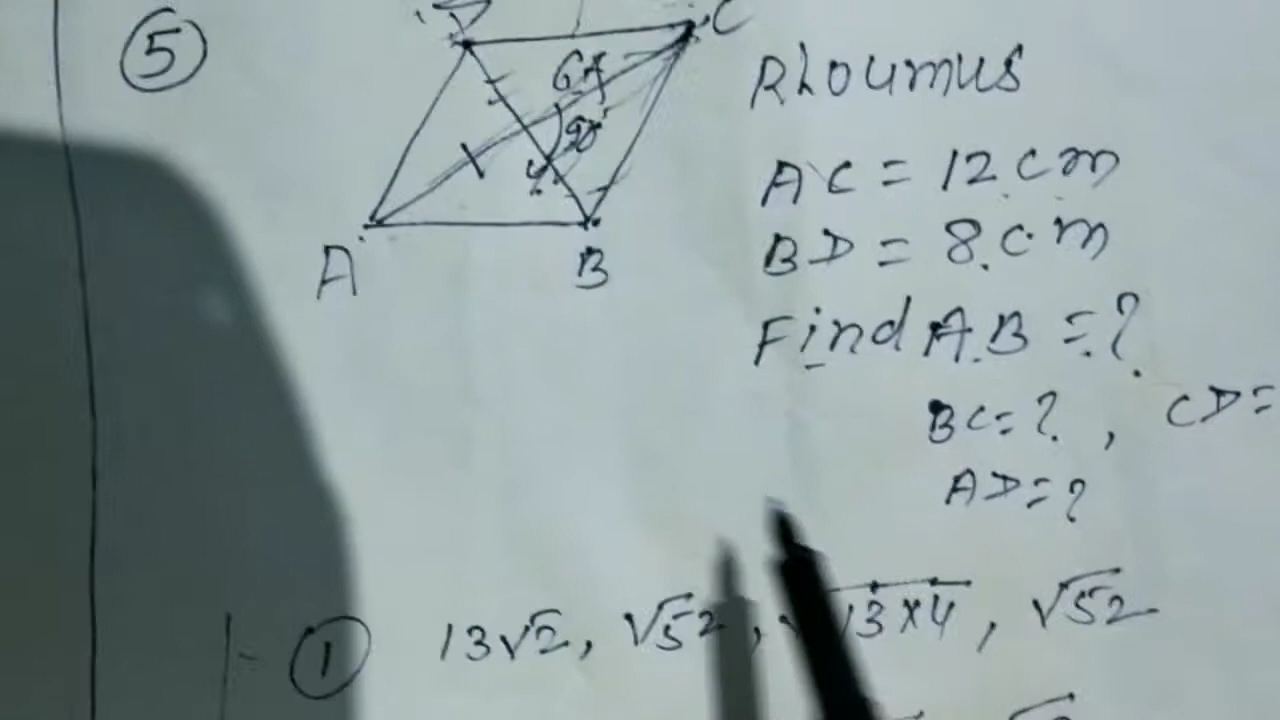 5
D C
6
90°
4
A B
Rhoumus
AC = 12 cm
BD = 8 cm
Find AB = ?
BC = ? , CD =
AD = ?
1 13√2, √52, √13×4, √52